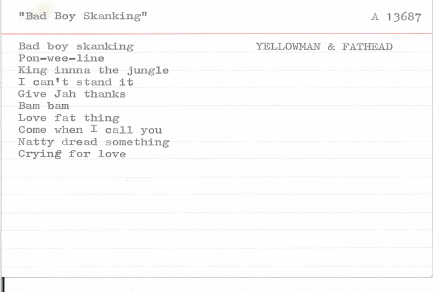 "Bad Boy Skanking" A 13687
Bad boy skanking YELLOWMAN & FATHEAD
Pon-wee-line
King innna the jungle
I can't stand it
Give Jah thanks
Bam bam
Love fat thing
Come when I call you
Natty dread something
Crying for love